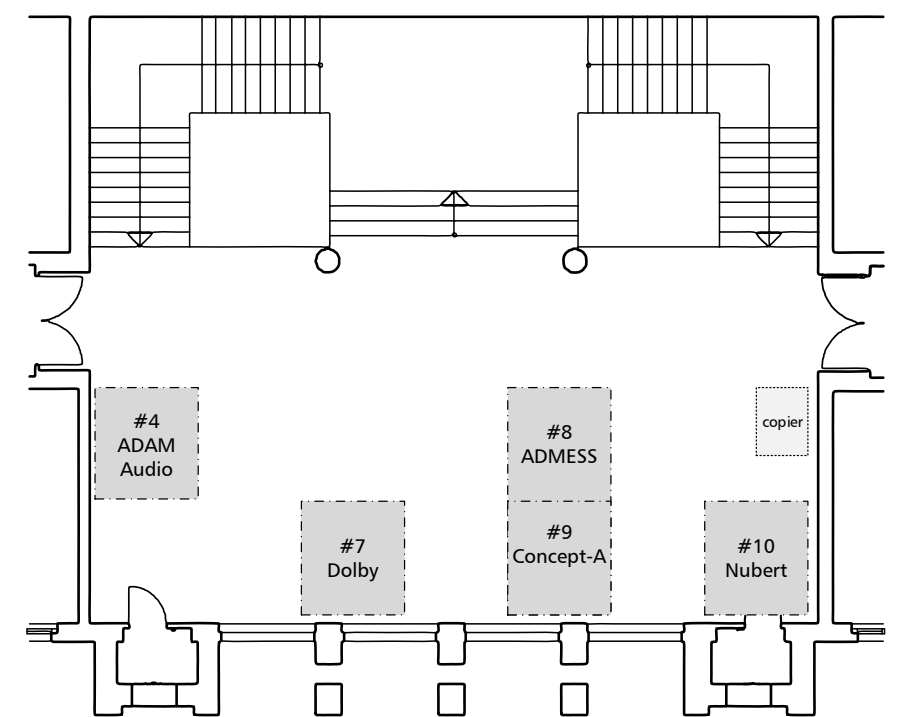 #4
ADAM
Audio
#8
ADMESS
copier
#7
Dolby
#9
Concept-A
#10
Nubert